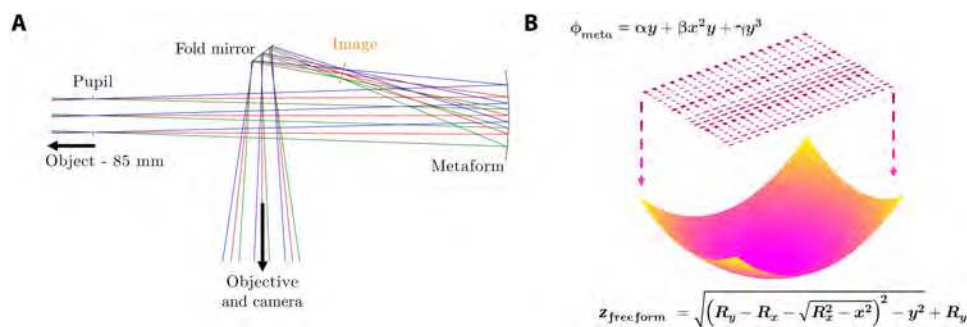 A
Fold mirror
Image
Pupil
Object - 85 mm
Metaform
Objective
and camera
B
ϕ_meta = αy + βx²y + γy³
z_freeform = √((R_y − R_x − √(R_x² − x²))² − y²) + R_y